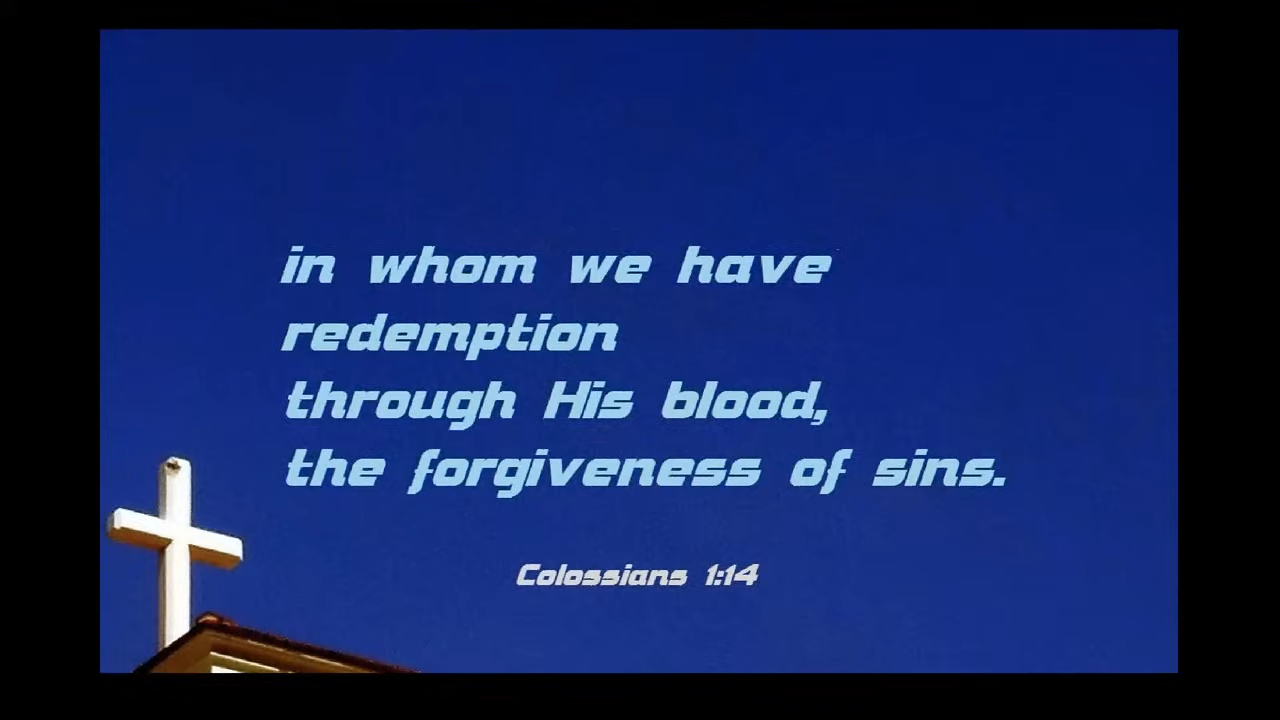 in whom we have
redemption
through His blood,
the forgiveness of sins.
Colossians 1:14